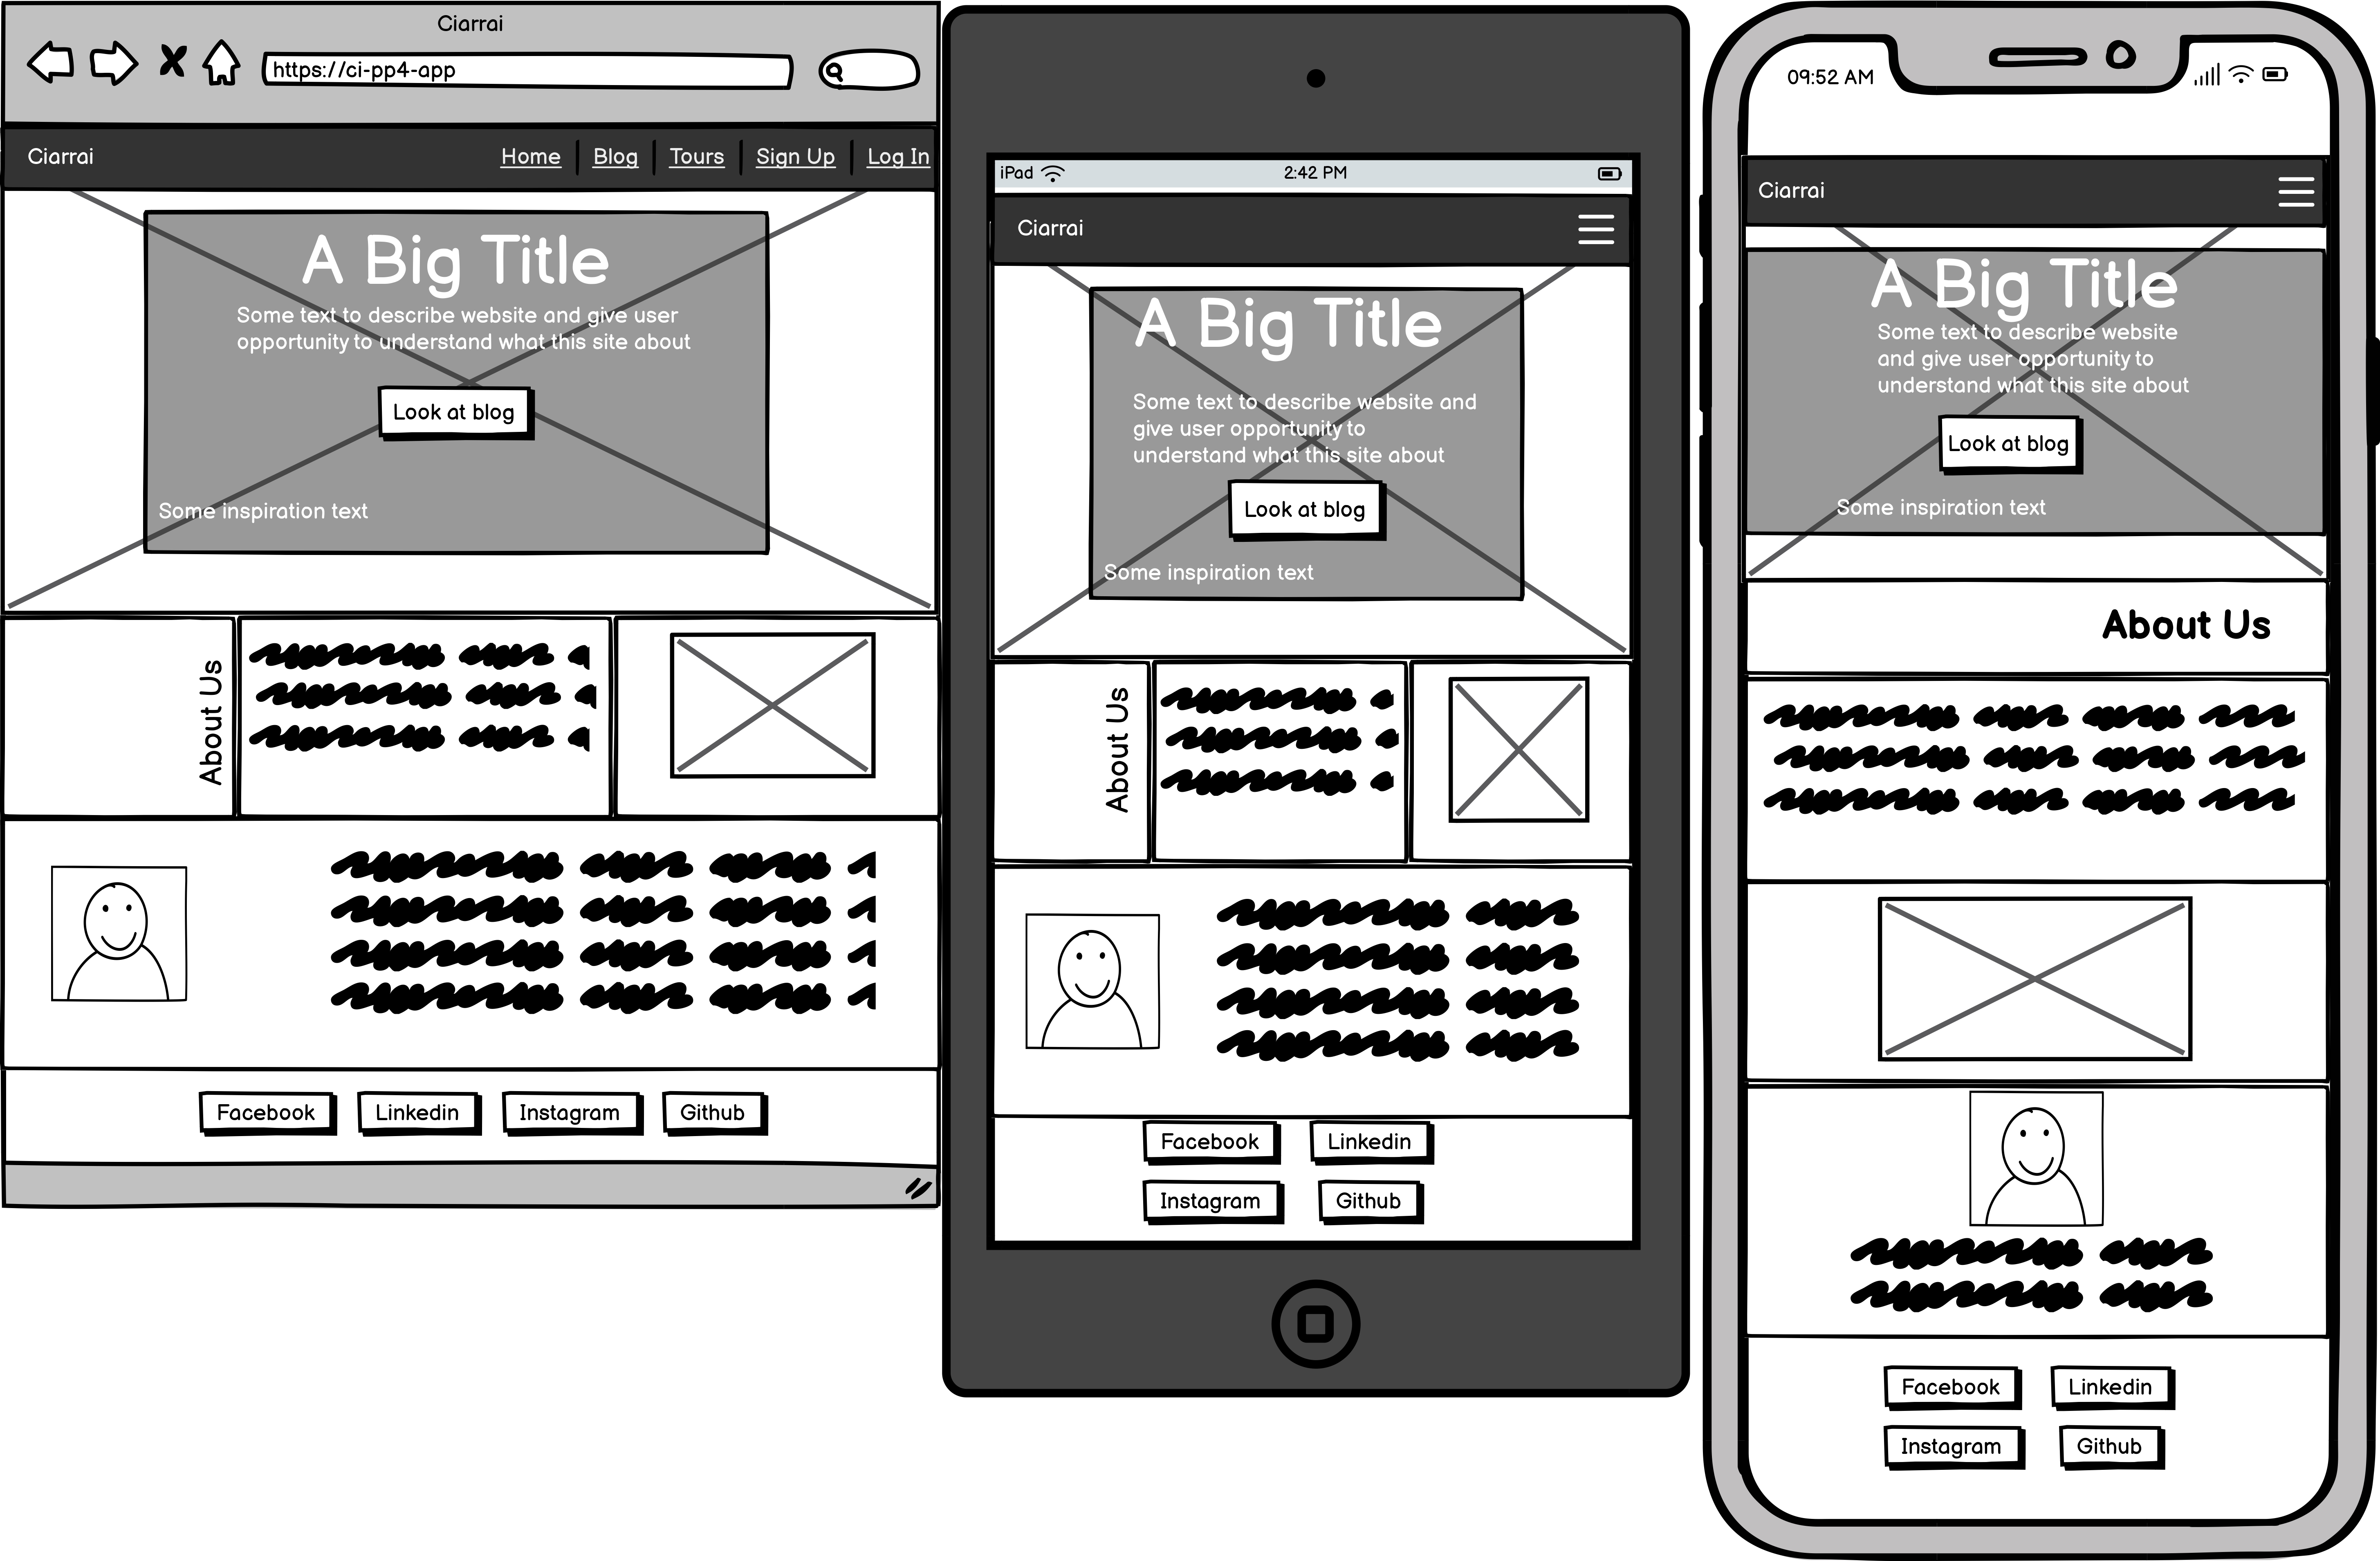 Ciarrai
https://ci-pp4-app
Ciarrai
Home
Blog
Tours
Sign Up
Log In
A Big Title
Some text to describe website and give user
opportunity to understand what this site about
Look at blog
Some inspiration text
About Us
Facebook
Linkedin
Instagram
Github
iPad
2:42 PM
Ciarrai
A Big Title
Some text to describe website and
give user opportunity to
understand what this site about
Look at blog
Some inspiration text
About Us
Facebook
Linkedin
Instagram
Github
09:52 AM
Ciarrai
A Big Title
Some text to describe website
and give user opportunity to
understand what this site about
Look at blog
Some inspiration text
About Us
Facebook
Linkedin
Instagram
Github